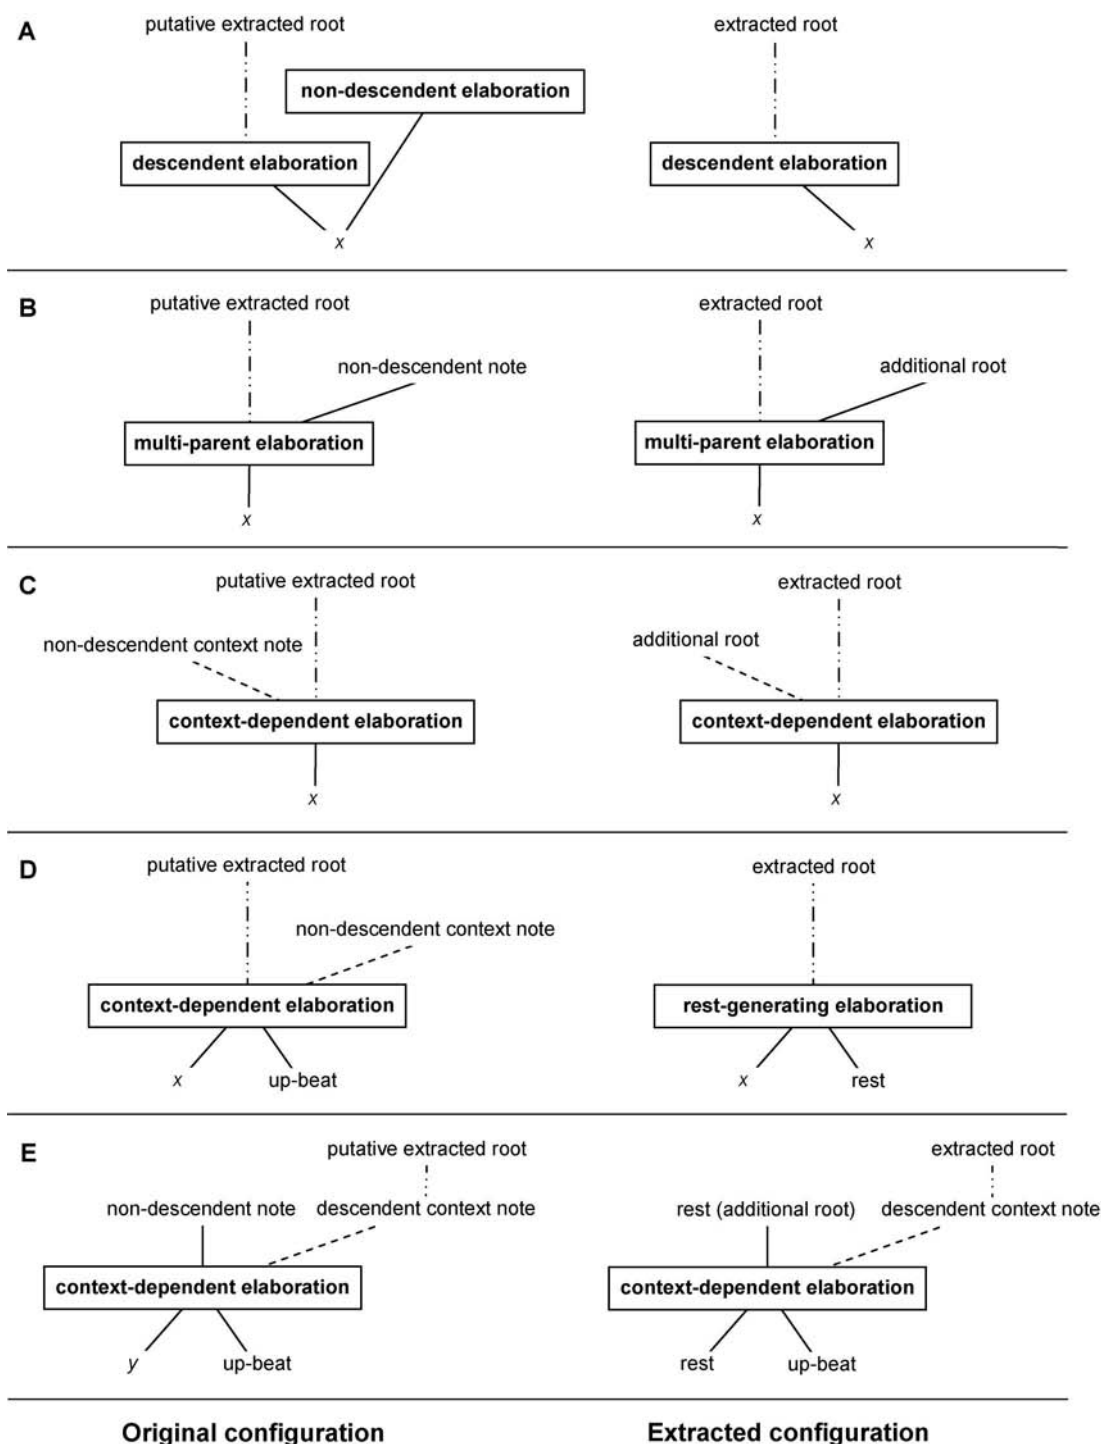 A
putative extracted root
extracted root
non-descendent elaboration
descendent elaboration
descendent elaboration
x
x
B
putative extracted root
extracted root
non-descendent note
additional root
multi-parent elaboration
multi-parent elaboration
x
x
C
putative extracted root
extracted root
non-descendent context note
additional root
context-dependent elaboration
context-dependent elaboration
x
x
D
putative extracted root
extracted root
non-descendent context note
context-dependent elaboration
rest-generating elaboration
x up-beat
x rest
E
putative extracted root
extracted root
non-descendent note descendent context note
rest (additional root) descendent context note
context-dependent elaboration
context-dependent elaboration
y up-beat
rest up-beat
Original configuration
Extracted configuration